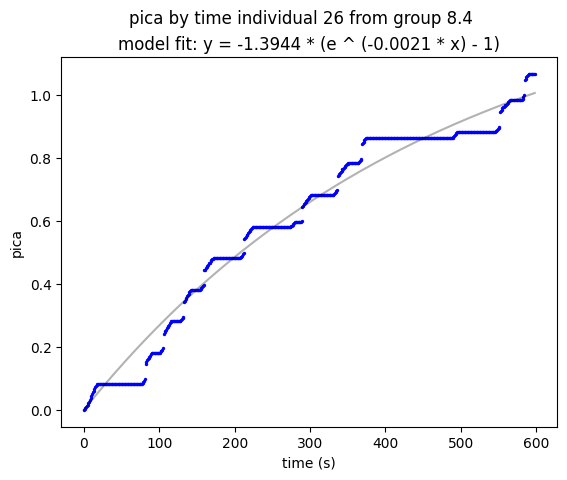 pica by time individual 26 from group 8.4
model fit: y = -1.3944 * (e ^ (-0.0021 * x) - 1)
1.0
0.8
0.6
0.4
0.2
0.0
pica
0 100 200 300 400 500 600
time (s)